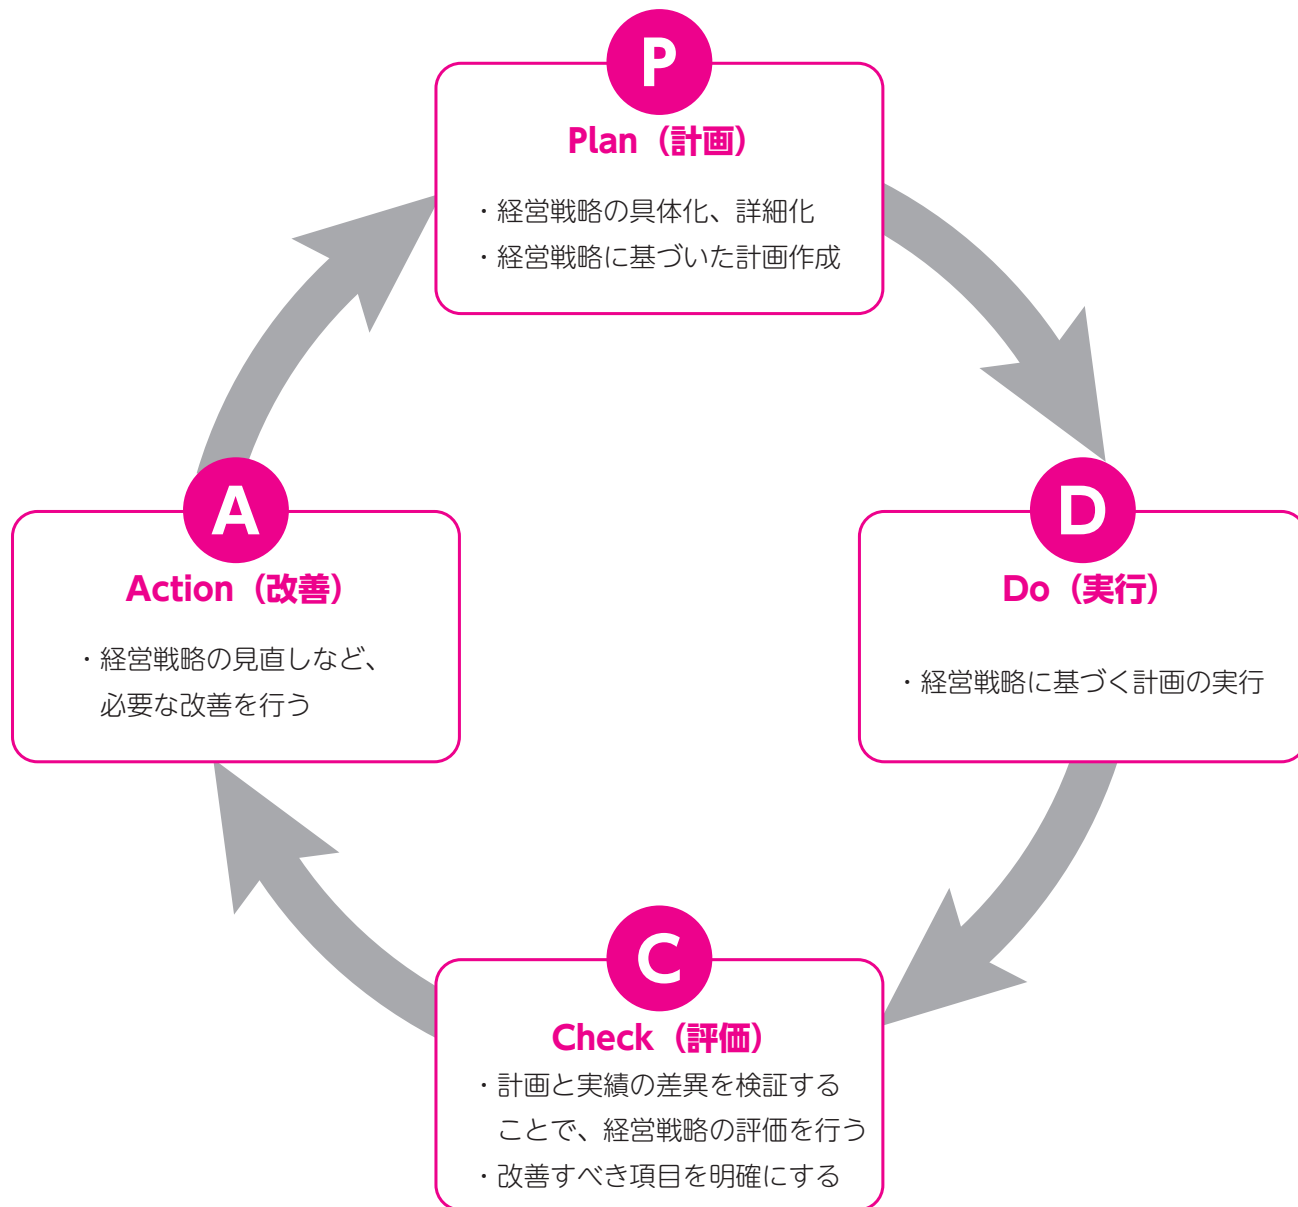 P
Plan（計画）
・経営戦略の具体化、詳細化
・経営戦略に基づいた計画作成
D
Do（実行）
・経営戦略に基づく計画の実行
C
Check（評価）
・計画と実績の差異を検証する
ことで、経営戦略の評価を行う
・改善すべき項目を明確にする
A
Action（改善）
・経営戦略の見直しなど、
必要な改善を行う